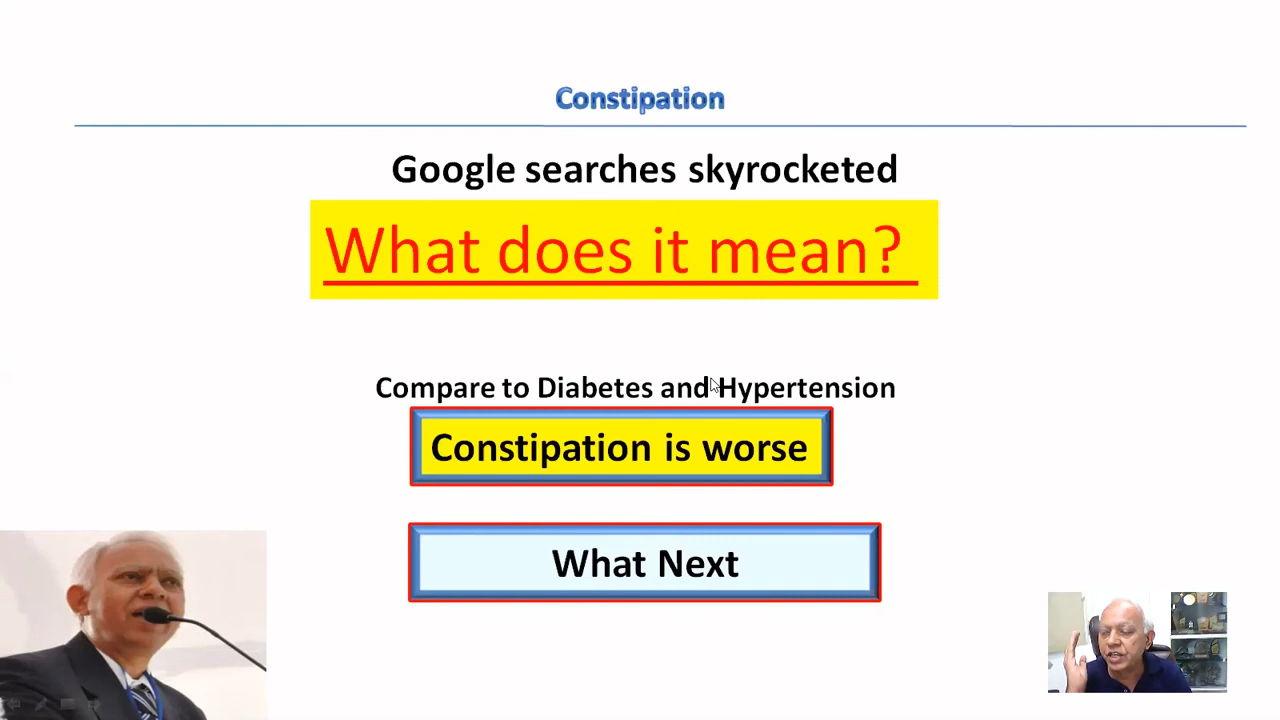 Constipation
Google searches skyrocketed
What does it mean?
Compare to Diabetes and Hypertension
Constipation is worse
What Next